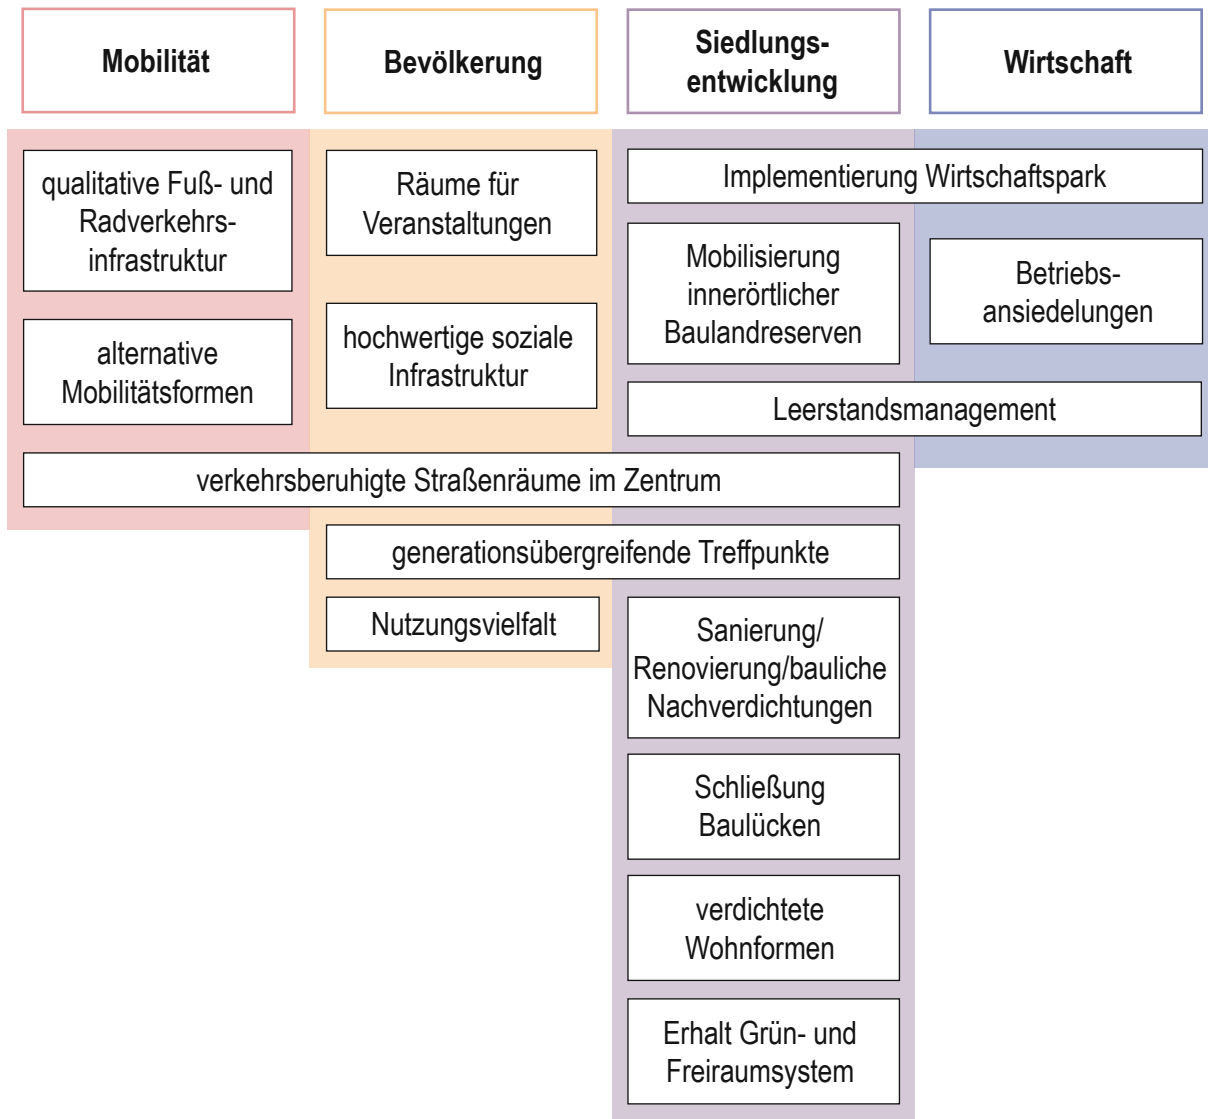 Mobilität
Bevölkerung
Siedlungs-
entwicklung
Wirtschaft
qualitative Fuß- und
Radverkehrs-
infrastruktur
alternative
Mobilitätsformen
Räume für
Veranstaltungen
hochwertige soziale
Infrastruktur
Implementierung Wirtschaftspark
Mobilisierung
innerörtlicher
Baulandreserven
Betriebs-
ansiedelungen
Leerstandsmanagement
verkehrsberuhigte Straßenräume im Zentrum
generationsübergreifende Treffpunkte
Nutzungsvielfalt
Sanierung/
Renovierung/bauliche
Nachverdichtungen
Schließung
Baulücken
verdichtete
Wohnformen
Erhalt Grün- und
Freiraumsystem